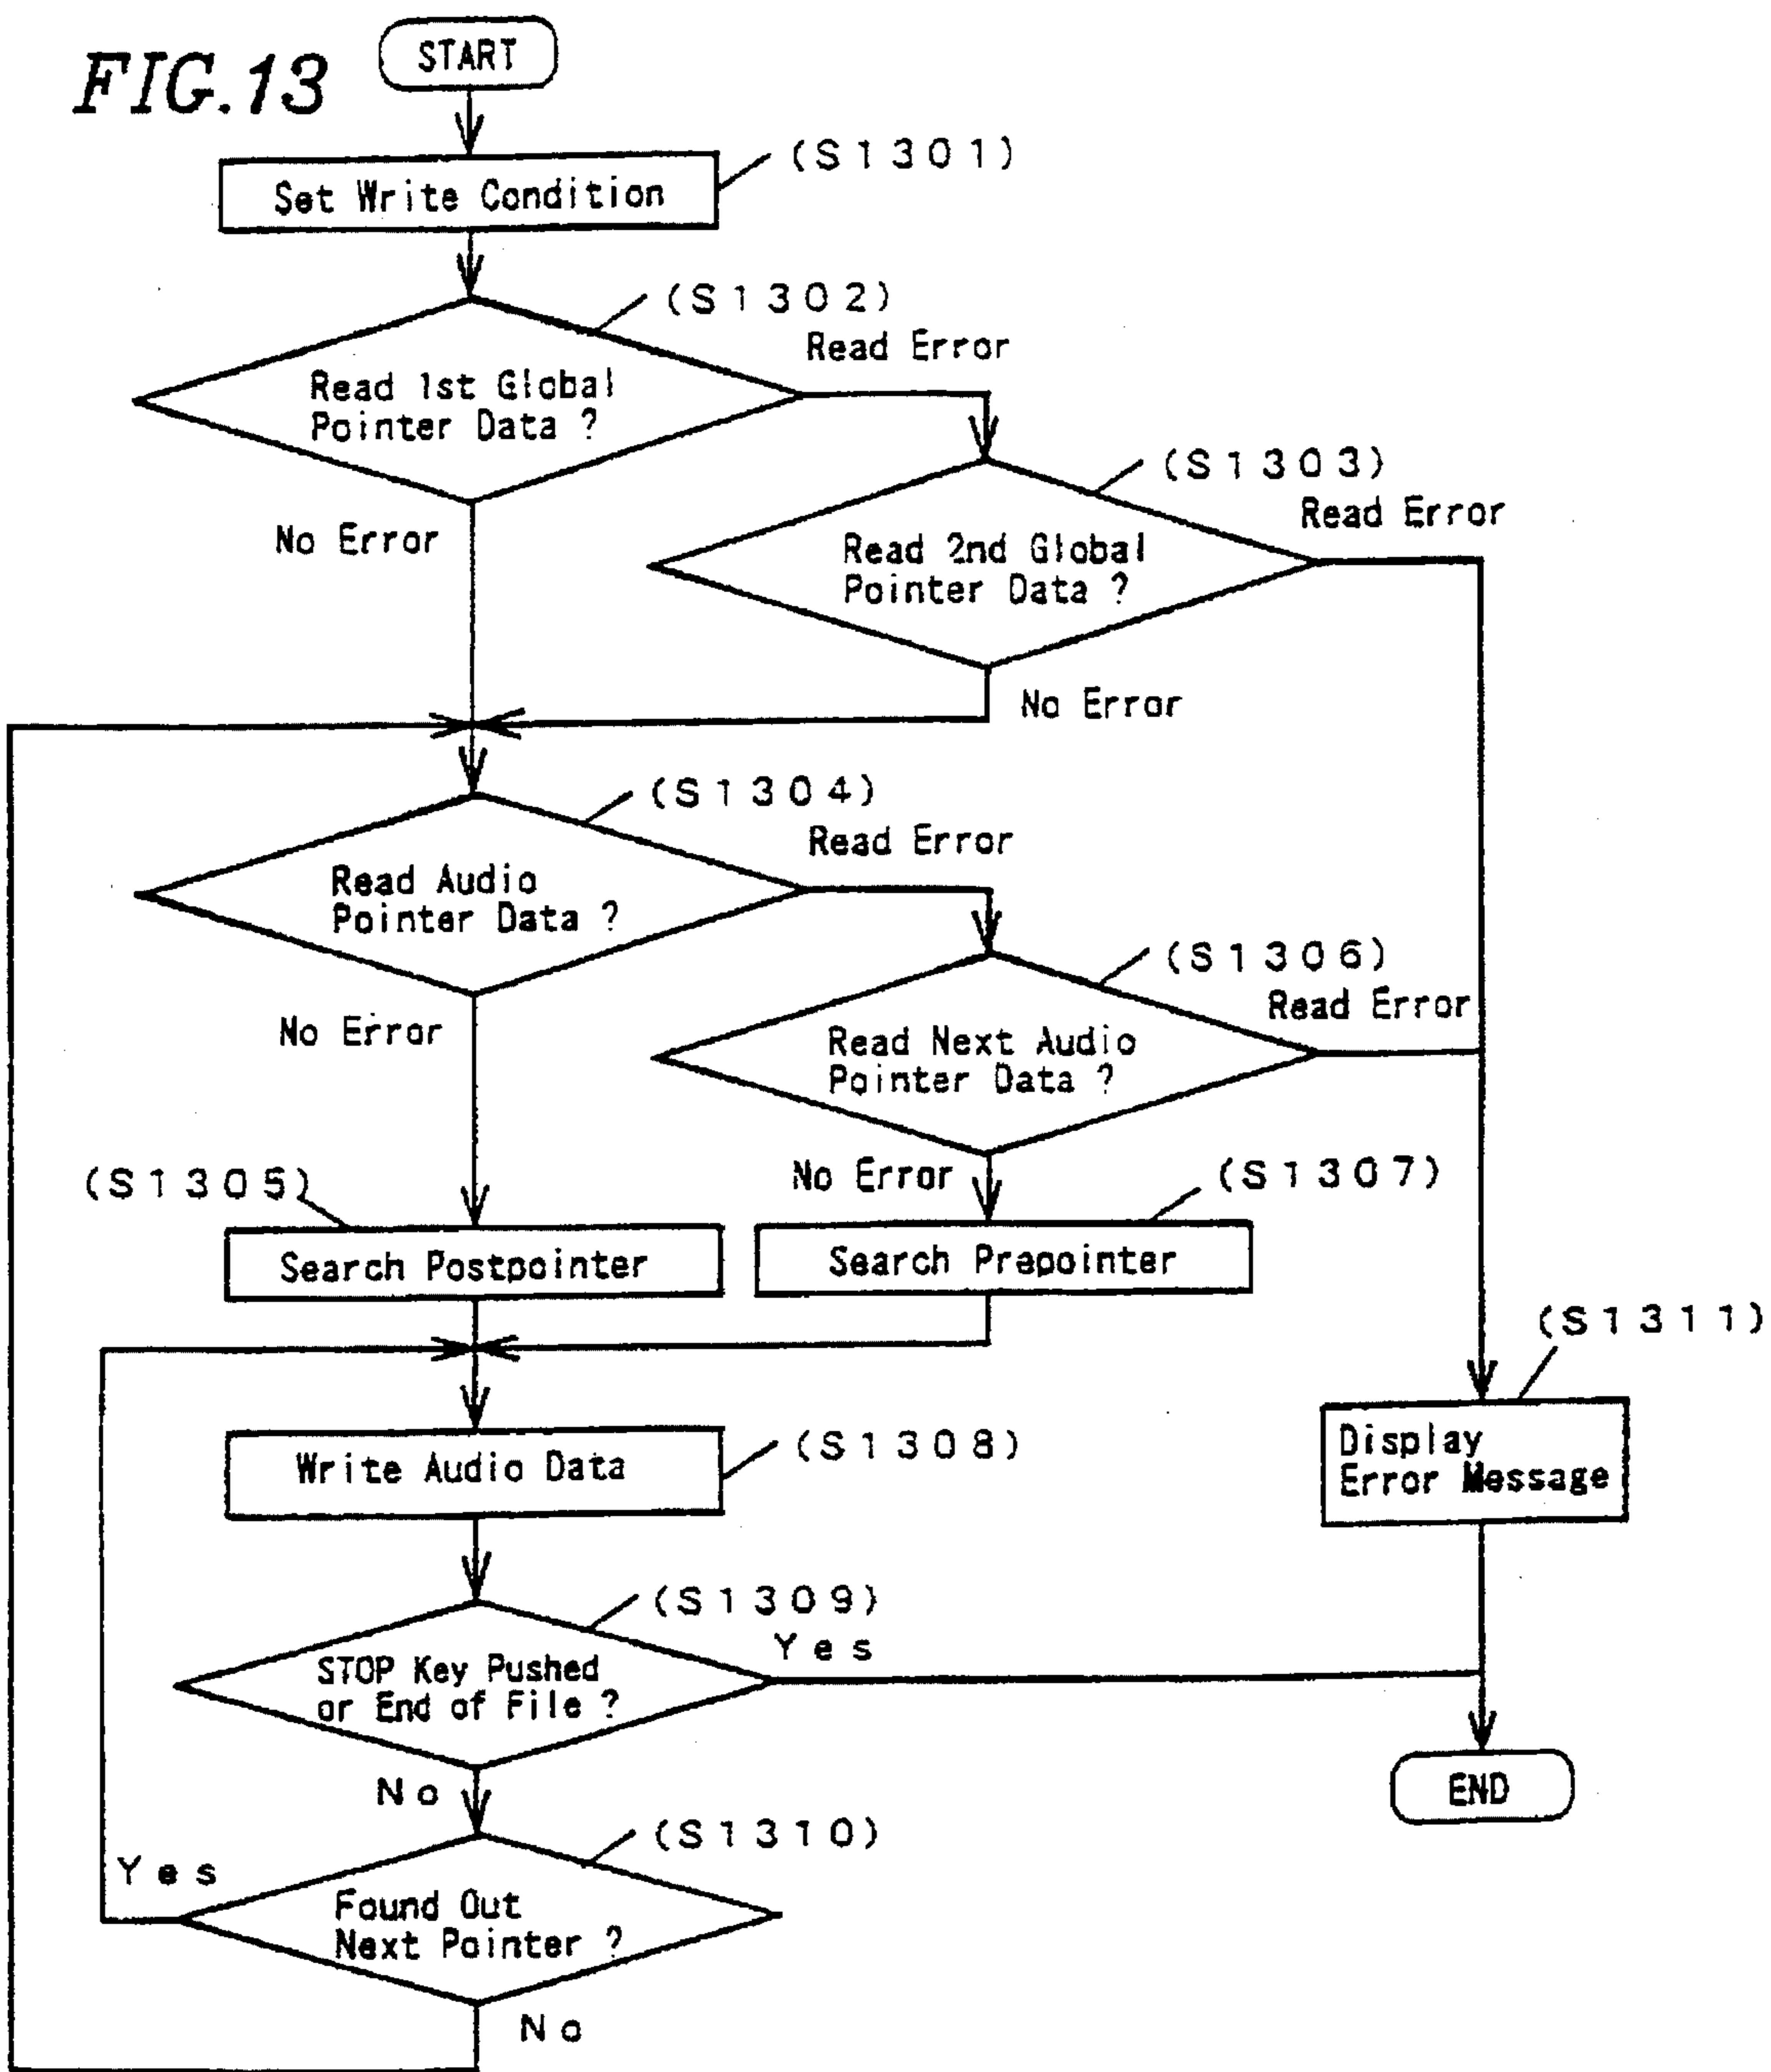 FIG.13
START
(S1301)
Set Write Condition
(S1302)
Read Error
Read 1st Global
Pointer Data ?
(S1303)
Read Error
No Error
Read 2nd Global
Pointer Data ?
No Error
(S1304)
Read Error
Read Audio
Pointer Data ?
(S1306)
Read Error
No Error
Read Next Audio
Pointer Data ?
(S1305)
No Error
(S1307)
Search Postpointer
Search Prepointer
(S1311)
Write Audio Data
(S1308)
Display
Error Message
(S1309)
Yes
STOP Key Pushed
or End of File ?
No
END
(S1310)
Yes
Found Out
Next Pointer ?
No